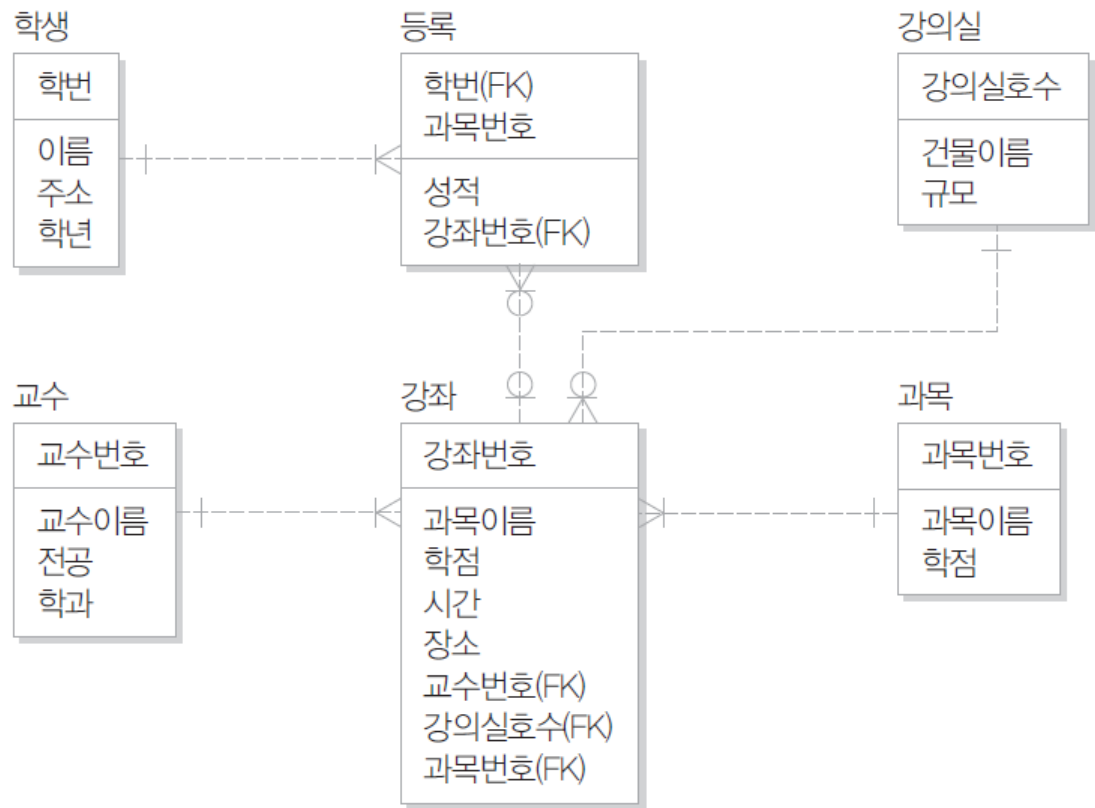 학생
학번
이름
주소
학년
등록
학번(FK)
과목번호
성적
강좌번호(FK)
강의실
강의실호수
건물이름
규모
교수
교수번호
교수이름
전공
학과
강좌
강좌번호
과목이름
학점
시간
장소
교수번호(FK)
강의실호수(FK)
과목번호(FK)
과목
과목번호
과목이름
학점